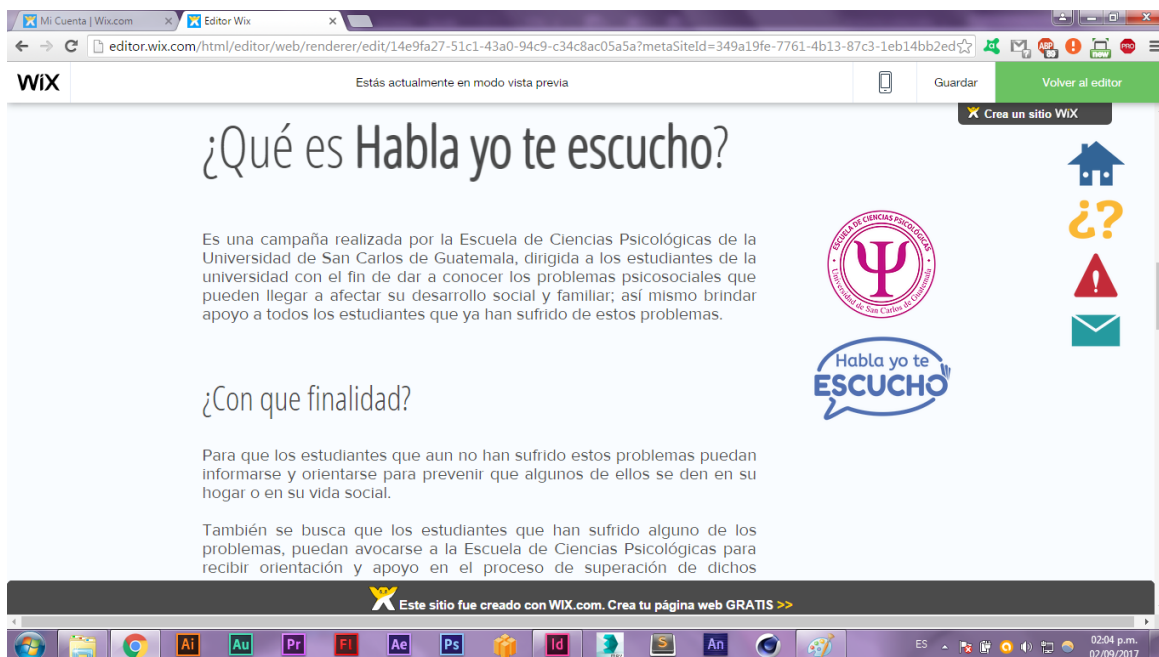 Mi Cuenta | Wix.com
Editor Wix
editor.wix.com/html/editor/web/renderer/edit/14e9fa27-51c1-43a0-94c9-c34c8ac05a5a?metaSiteId=349a19fe-7761-4b13-87c3-1eb14bb2ed
ABP
PRO
new
WiX
Estás actualmente en modo vista previa
Guardar
Volver al editor
Crea un sitio WiX
¿Qué es Habla yo te escucho?
¿?
Es una campaña realizada por la Escuela de Ciencias Psicológicas de la
Universidad de San Carlos de Guatemala, dirigida a los estudiantes de la
universidad con el fin de dar a conocer los problemas psicosociales que
pueden llegar a afectar su desarrollo social y familiar; así mismo brindar
apoyo a todos los estudiantes que ya han sufrido de estos problemas.
ESCUELA DE CIENCIAS PSICOLÓGICAS
Ψ
Universidad de San Carlos de Guatemala
Habla yo te
ESCUCHO
¿Con que finalidad?
Para que los estudiantes que aun no han sufrido estos problemas puedan
informarse y orientarse para prevenir que algunos de ellos se den en su
hogar o en su vida social.
También se busca que los estudiantes que han sufrido alguno de los
problemas, puedan avocarse a la Escuela de Ciencias Psicológicas para
recibir orientación y apoyo en el proceso de superación de dichos
Este sitio fue creado con WIX.com. Crea tu página web GRATIS >>
Ai
Au
Pr
Fl
Ae
Ps
Id
S
An
ES
02:04 p.m.
02/09/2017